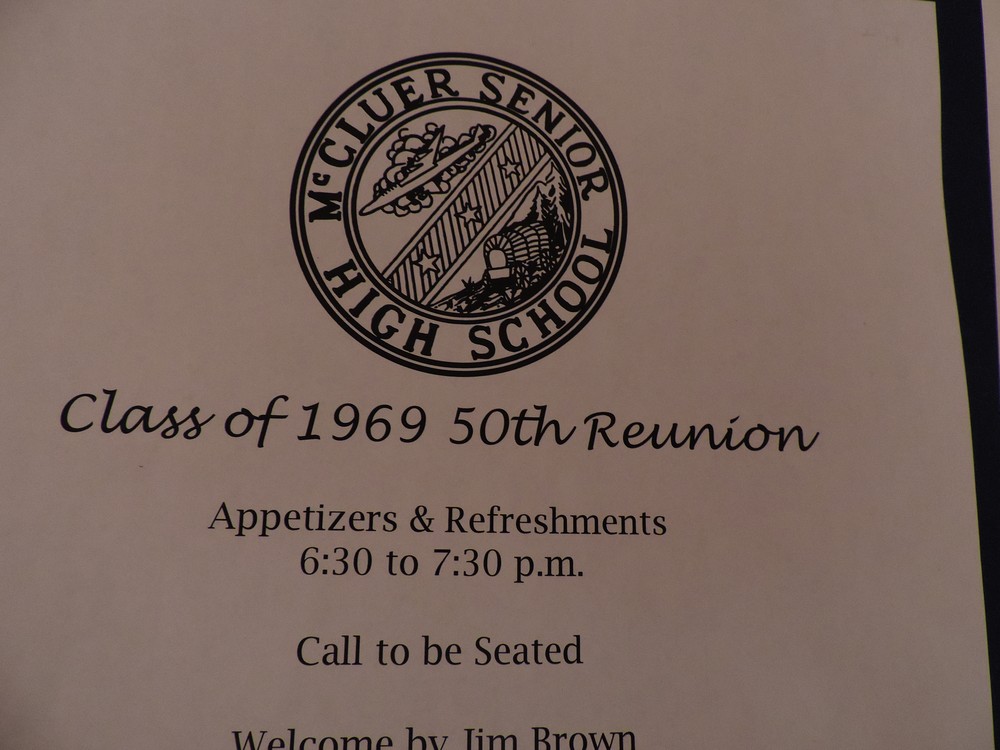 McCLUER SENIOR
HIGH SCHOOL
Class of 1969 50th Reunion
Appetizers & Refreshments
6:30 to 7:30 p.m.
Call to be Seated
Welcome by Jim Brown